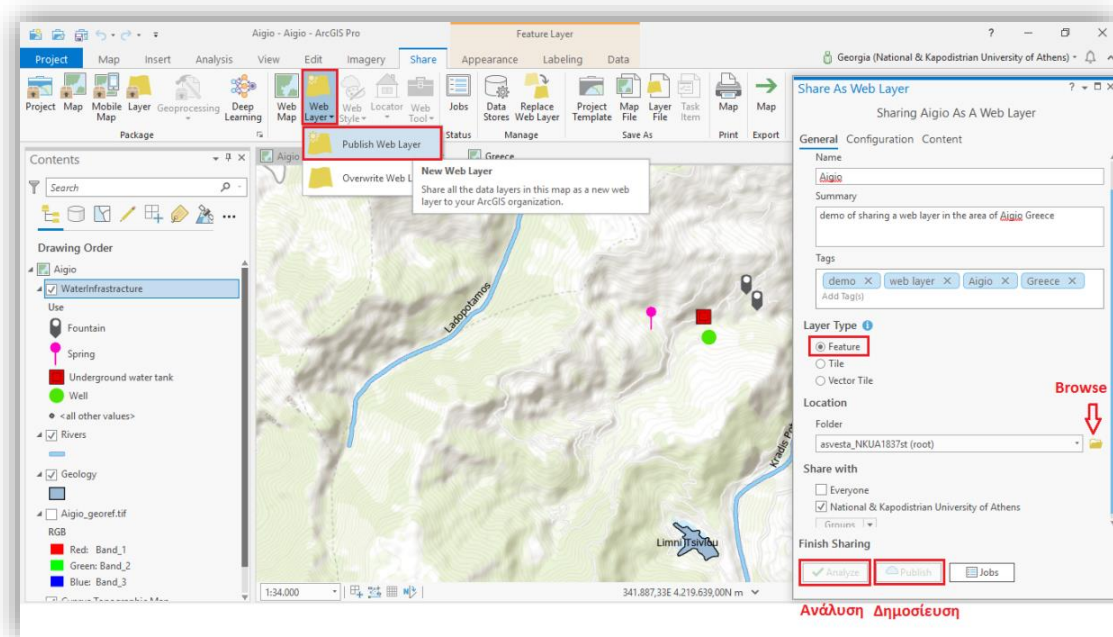 Aigio - Aigio - ArcGIS Pro
Feature Layer
?
Project Map Insert Analysis View Edit Imagery Share Appearance Labeling Data
Georgia (National & Kapodistrian University of Athens)
Project Map Mobile Map Layer Geoprocessing Deep Learning
Web Map Web Layer Web Style Locator Web Tool
Jobs Data Stores Replace Web Layer
Project Template Map File Layer File Task Item
Map Map
Package Status Manage Save As Print Export
Publish Web Layer
Overwrite Web L
New Web Layer
Share all the data layers in this map as a new web
layer to your ArcGIS organization.
Contents
Search
Drawing Order
Aigio
WaterInfrastracture
Use
Fountain
Spring
Underground water tank
Well
<all other values>
Rivers
Geology
Aigio_georef.tif
RGB
Red: Band_1
Green: Band_2
Blue: Band_3
Aigio
Greece
Ladopotamos
Limni Tsivlou
1:34.000
341.887,33E 4.219.639,00N m
Share As Web Layer
?
Sharing Aigio As A Web Layer
General Configuration Content
Name
Aigio
Summary
demo of sharing a web layer in the area of Aigio Greece
Tags
demo web layer Aigio Greece
Add Tag(s)
Layer Type
Feature
Tile
Vector Tile
Browse
Location
Folder
asvesta_NKUA1837st (root)
Share with
Everyone
National & Kapodistrian University of Athens
Groups
Finish Sharing
Analyze Publish Jobs
Ανάλυση Δημοσίευση